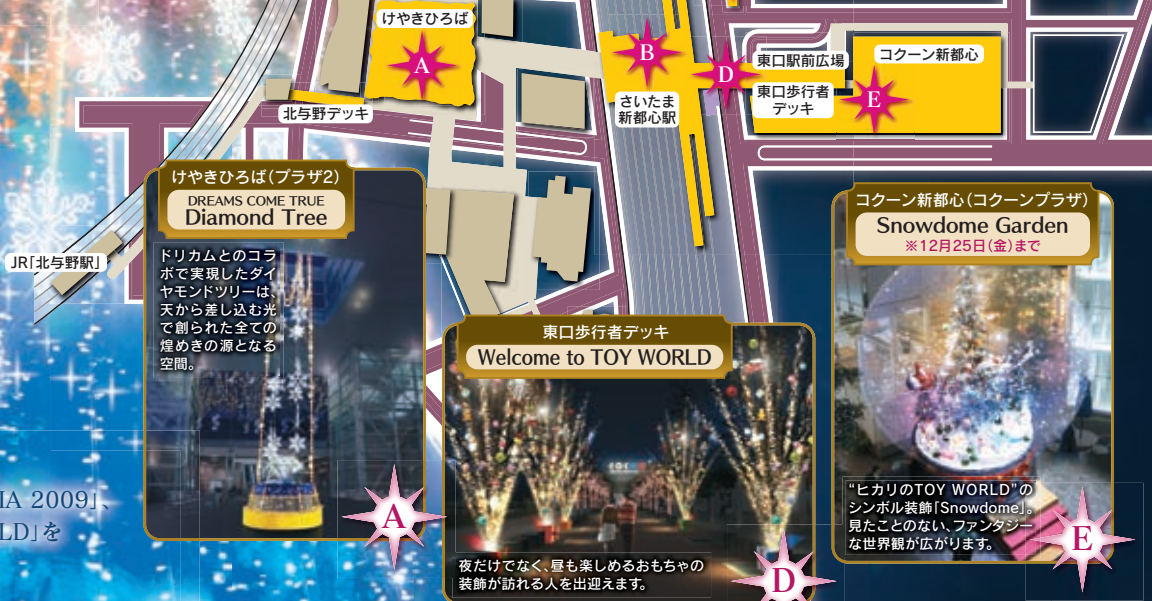 けやきひろば
A
B
さいたま
新都心駅
D
東口駅前広場
東口歩行者
デッキ
コクーン新都心
E
北与野デッキ
JR「北与野駅」
けやきひろば（プラザ2）
DREAMS COME TRUE
Diamond Tree
ドリカムとのコラ
ボで実現したダイ
ヤモンドツリーは、
天から差し込む光
で創られた全ての
煌めきの源となる
空間。
A
東口歩行者デッキ
Welcome to TOY WORLD
夜だけでなく、昼も楽しめるおもちゃの
装飾が訪れる人を出迎えます。
D
コクーン新都心（コクーンプラザ）
Snowdome Garden
※12月25日（金）まで
“ヒカリのTOY WORLD”の
シンボル装飾「Snowdome」。
見たことのない、ファンタジー
な世界観が広がります。
E
IA 2009」、
LD」を